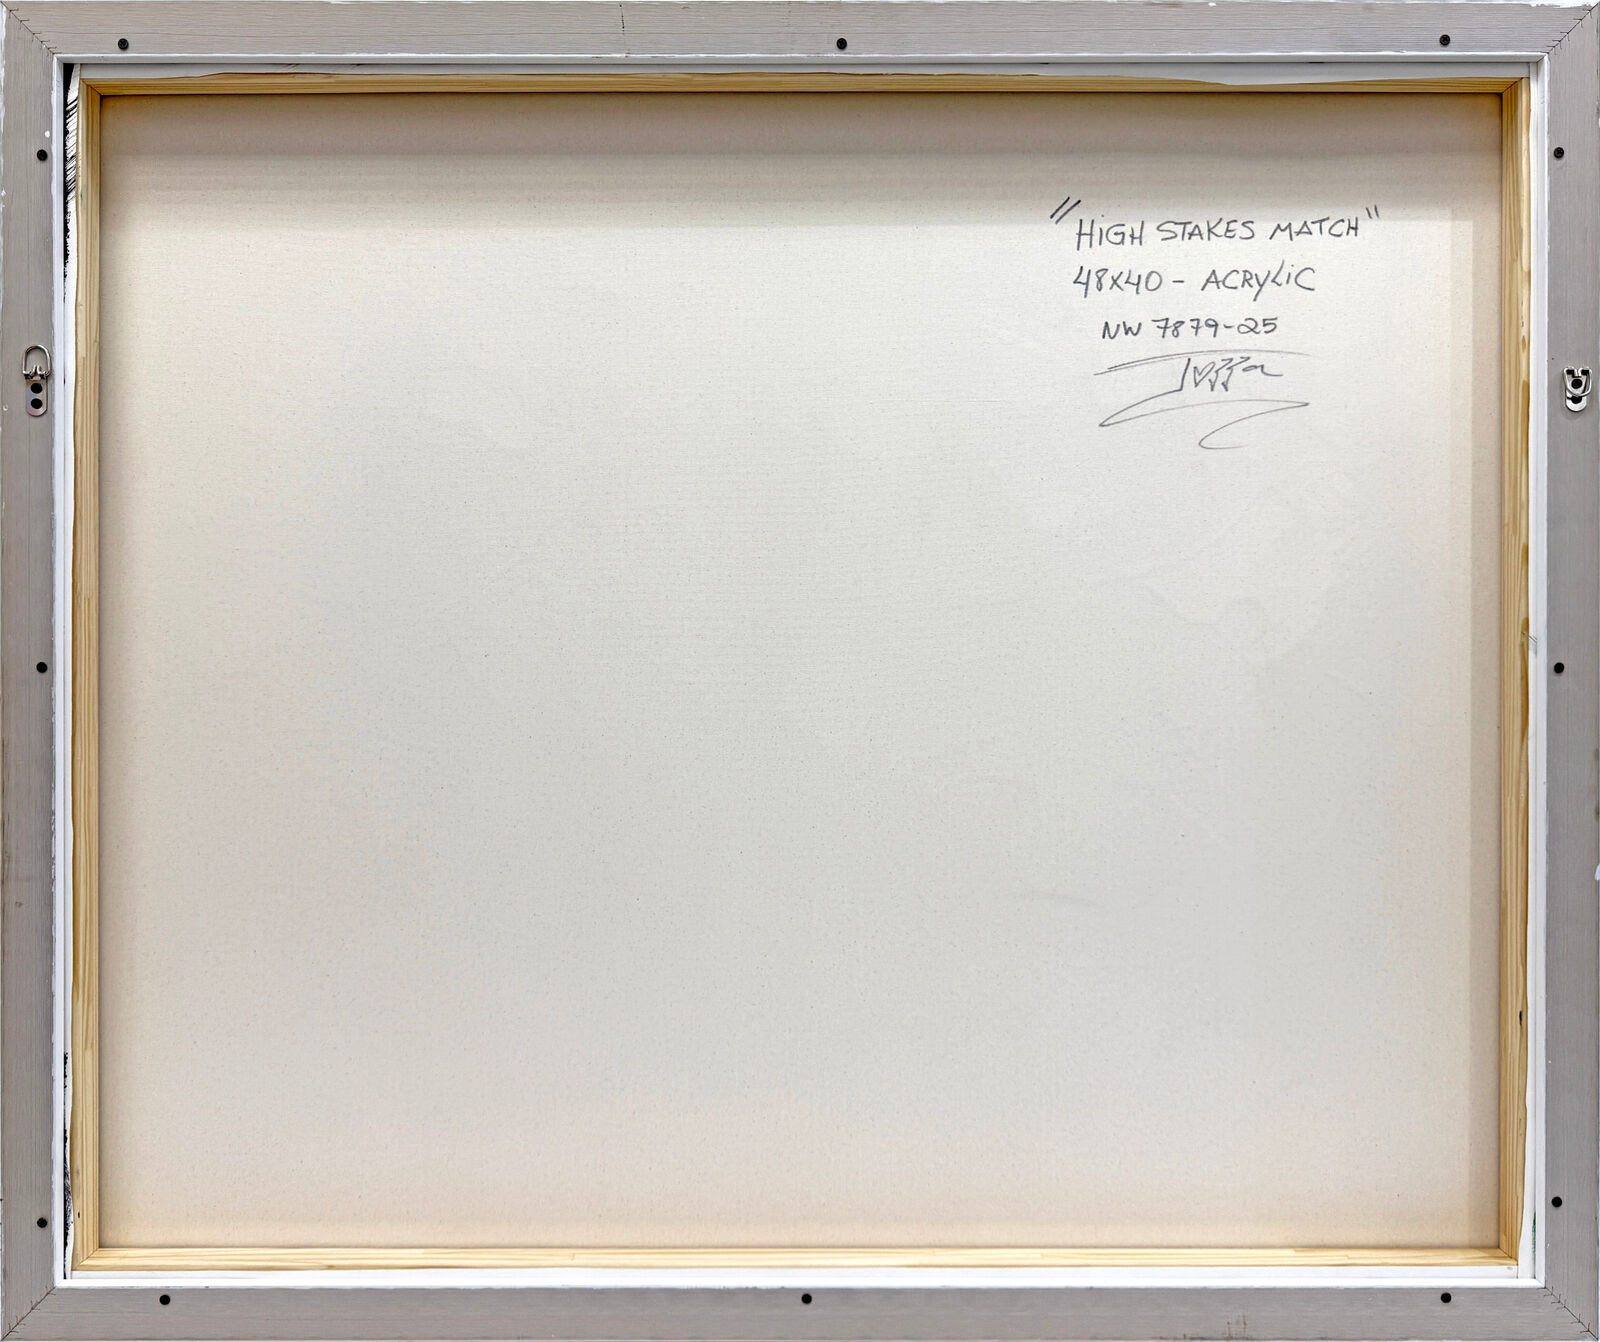 "HiGH STAKES MATCH"
48X40 - ACRYLiC
NW 7879-25